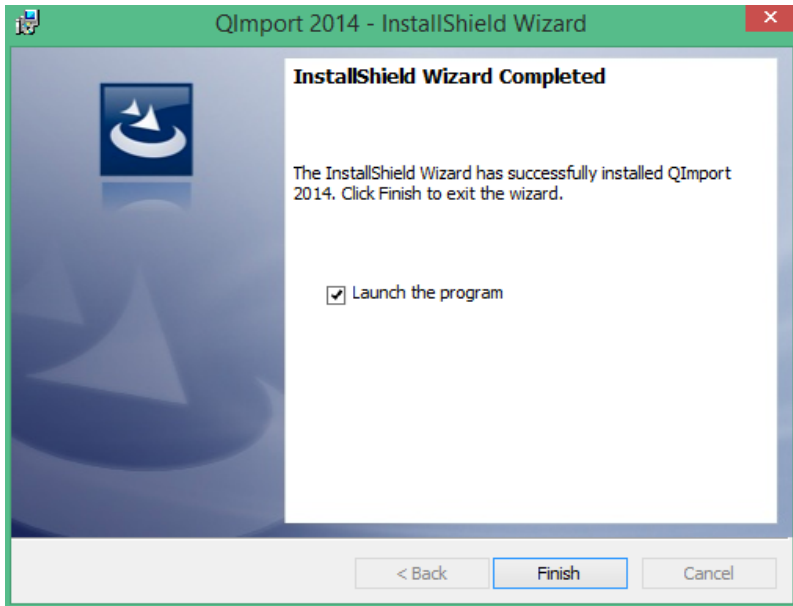 QImport 2014 - InstallShield Wizard
InstallShield Wizard Completed
The InstallShield Wizard has successfully installed QImport
2014. Click Finish to exit the wizard.
Launch the program
< Back Finish Cancel